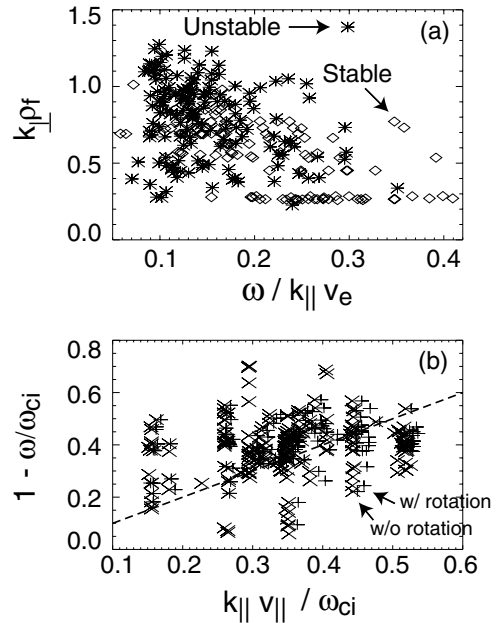 Unstable
(a)
Stable
1.5
1.0
0.5
0.0
k⊥ρf
0.1 0.2 0.3 0.4
ω / k|| ve
(b)
0.8
0.6
0.4
0.2
0.0
1 - ω/ωci
w/ rotation
w/o rotation
0.1 0.2 0.3 0.4 0.5 0.6
k|| v|| / ωci